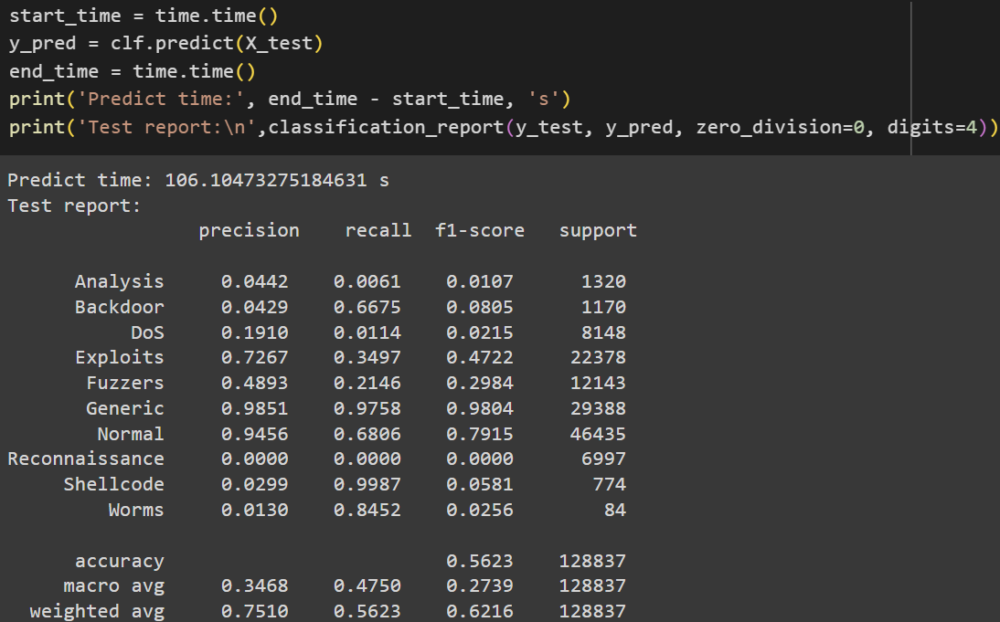 start_time = time.time()
y_pred = clf.predict(X_test)
end_time = time.time()
print('Predict time:', end_time - start_time, 's')
print('Test report:\n',classification_report(y_test, y_pred, zero_division=0, digits=4))
Predict time: 106.10473275184631 s
Test report:
precision recall f1-score support
Analysis 0.0442 0.0061 0.0107 1320
Backdoor 0.0429 0.6675 0.0805 1170
DoS 0.1910 0.0114 0.0215 8148
Exploits 0.7267 0.3497 0.4722 22378
Fuzzers 0.4893 0.2146 0.2984 12143
Generic 0.9851 0.9758 0.9804 29388
Normal 0.9456 0.6806 0.7915 46435
Reconnaissance 0.0000 0.0000 0.0000 6997
Shellcode 0.0299 0.9987 0.0581 774
Worms 0.0130 0.8452 0.0256 84
accuracy 0.5623 128837
macro avg 0.3468 0.4750 0.2739 128837
weighted avg 0.7510 0.5623 0.6216 128837